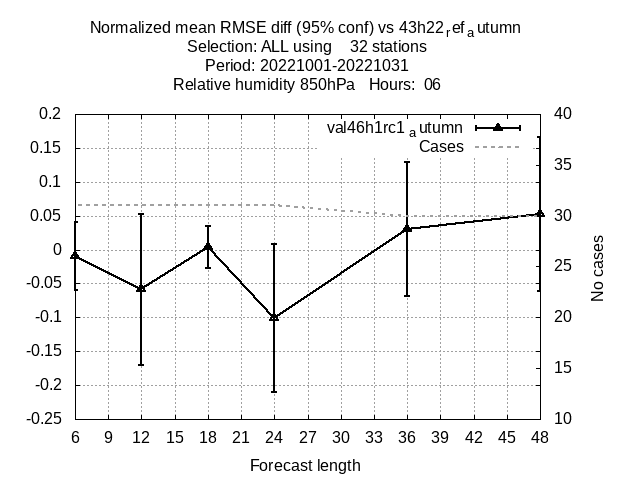 Normalized mean RMSE diff (95% conf) vs 43h22refautumn
Selection: ALL using 32 stations
Period: 20221001-20221031
Relative humidity 850hPa Hours: 06
val46h1rc1autumn
Cases
0.2
0.15
0.1
0.05
0
-0.05
-0.1
-0.15
-0.2
-0.25
40
35
30
25
20
15
10
No cases
6 9 12 15 18 21 24 27 30 33 36 39 42 45 48
Forecast length